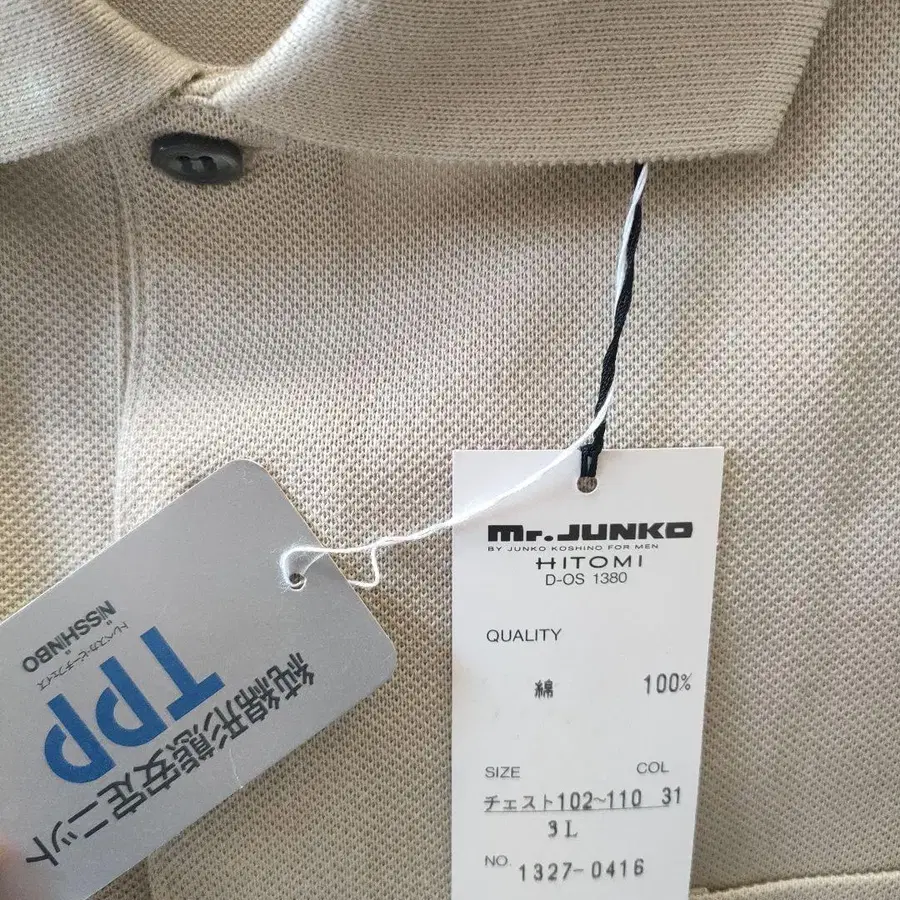 Mr.JUNKO
BY JUNKO KOSHINO FOR MEN
HITOMI
D-OS 1380
QUALITY
綿 100%
SIZE COL
チェスト102~110 31
3L
NO. 1327-0416
純綿形態安定ニット
TPP
NISSHINBO